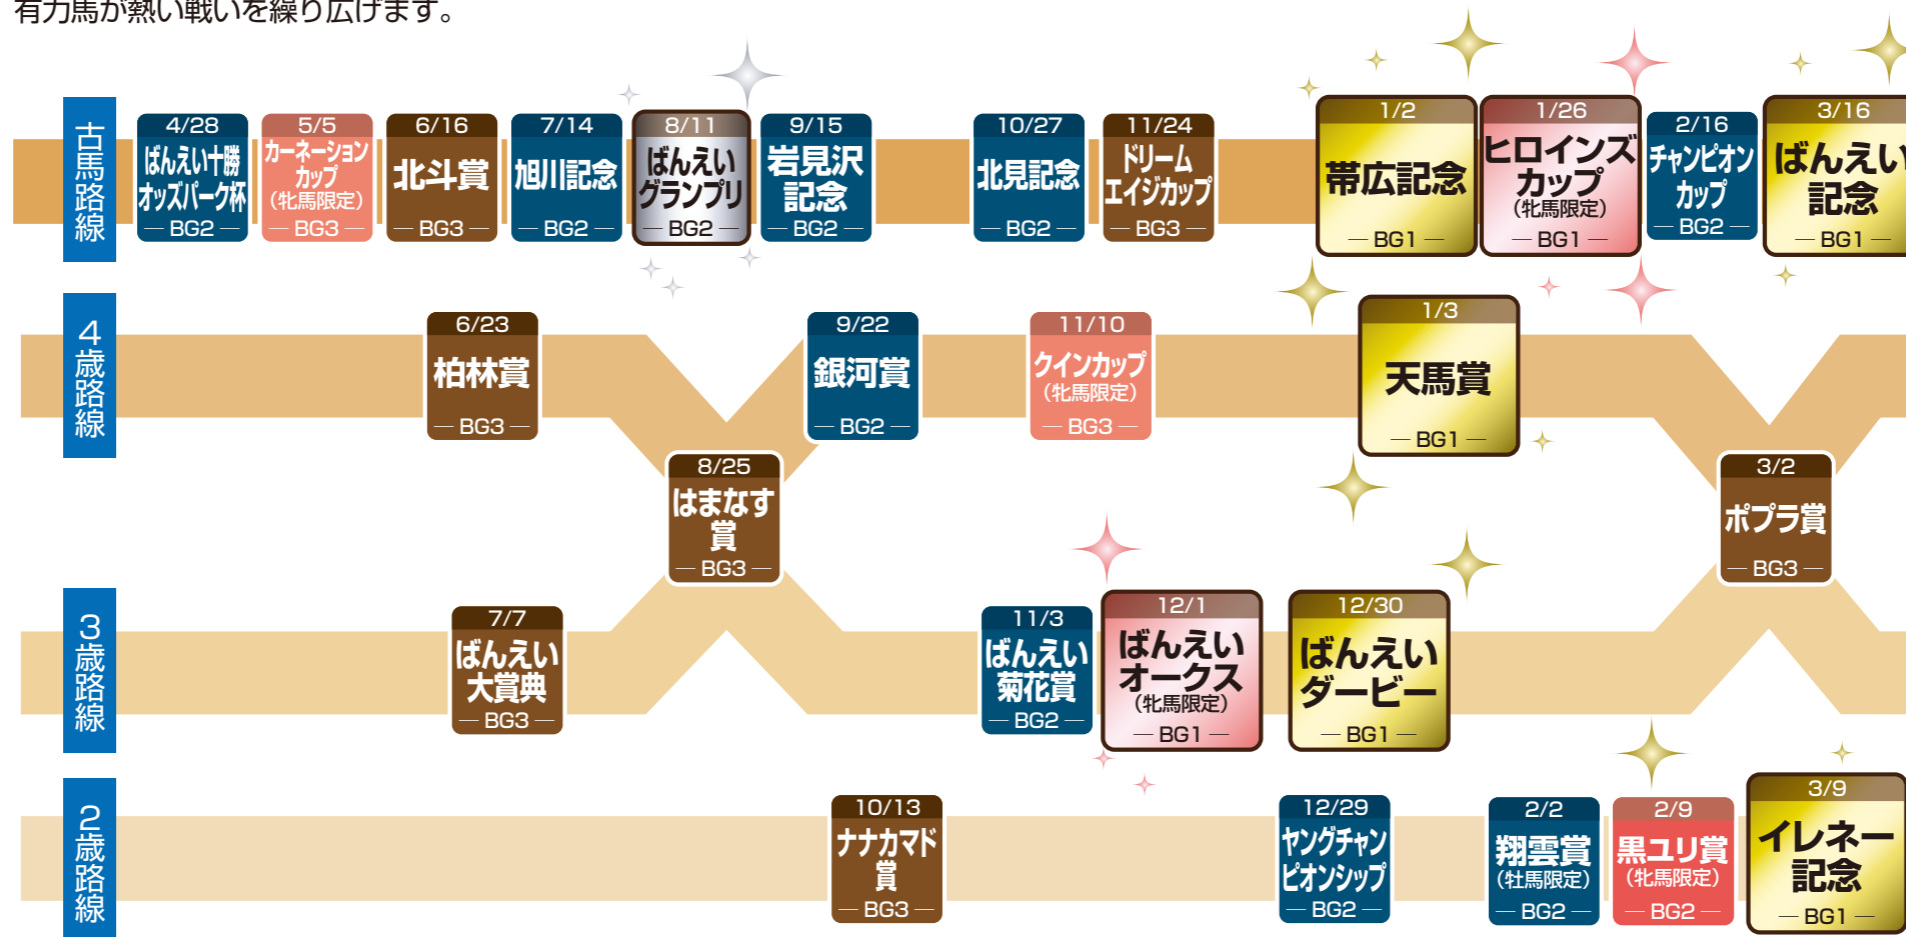 有力馬が熱い戦いを繰り広げます。
古馬路線
4/28
ばんえい十勝
オッズパーク杯
BG2
5/5
カーネーション
カップ
(牝馬限定)
BG3
6/16
北斗賞
BG3
7/14
旭川記念
BG2
8/11
ばんえい
グランプリ
BG2
9/15
岩見沢
記念
BG2
10/27
北見記念
BG2
11/24
ドリーム
エイジカップ
BG3
1/2
帯広記念
BG1
1/26
ヒロインズ
カップ
(牝馬限定)
BG1
2/16
チャンピオン
カップ
BG2
3/16
ばんえい
記念
BG1
4歳路線
6/23
柏林賞
BG3
9/22
銀河賞
BG2
11/10
クインカップ
(牝馬限定)
BG3
1/3
天馬賞
BG1
8/25
はまなす
賞
BG3
3/2
ポプラ賞
BG3
3歳路線
7/7
ばんえい
大賞典
BG3
11/3
ばんえい
菊花賞
BG2
12/1
ばんえい
オークス
(牝馬限定)
BG1
12/30
ばんえい
ダービー
BG1
2歳路線
10/13
ナナカマド
賞
BG3
12/29
ヤングチャン
ピオンシップ
BG2
2/2
翔雲賞
(牡馬限定)
BG2
2/9
黒ユリ賞
(牝馬限定)
BG2
3/9
イレネー
記念
BG1